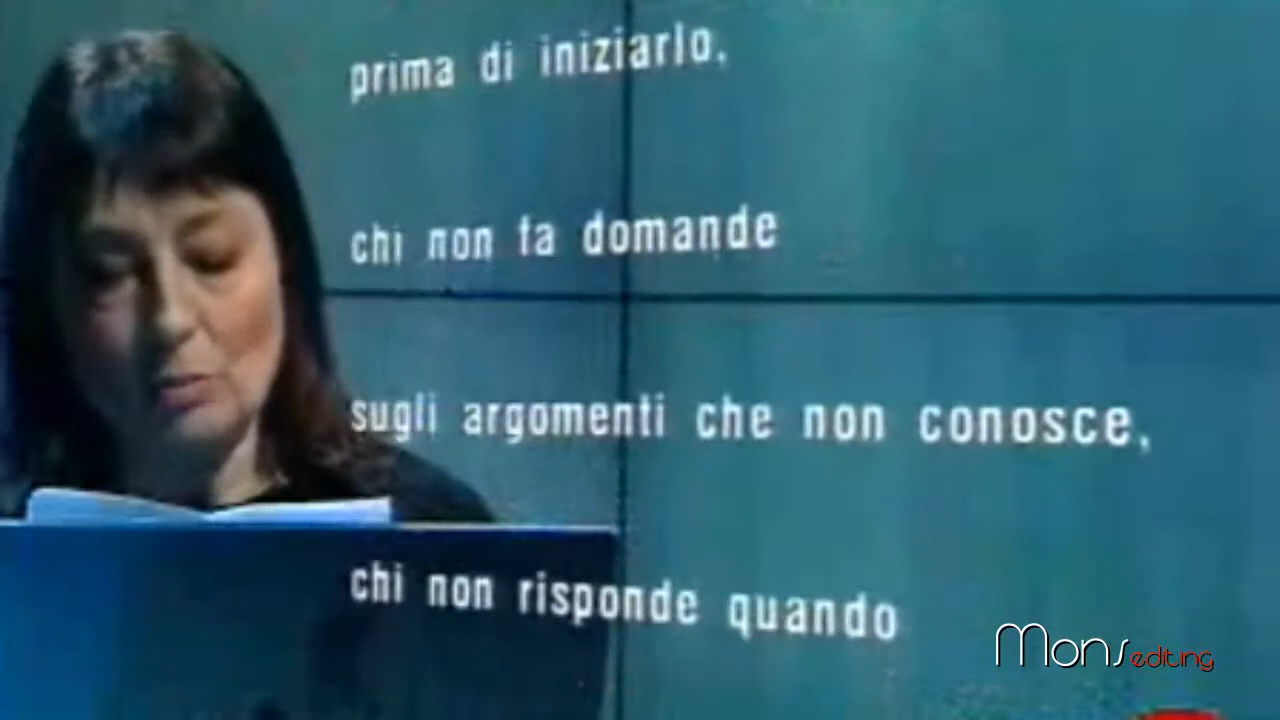 prima di iniziarlo,
chi non fa domande
sugli argomenti che non conosce,
chi non risponde quando
Mons editing